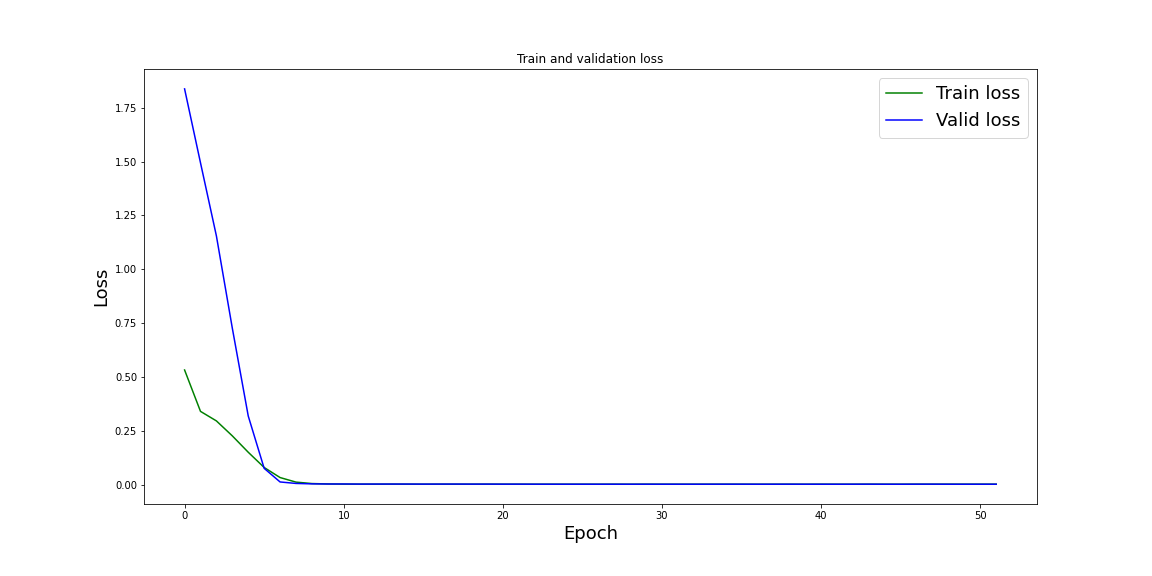 Train and validation loss
Train loss
Valid loss
1.75
1.50
1.25
1.00
0.75
0.50
0.25
0.00
Loss
0 10 20 30 40 50
Epoch